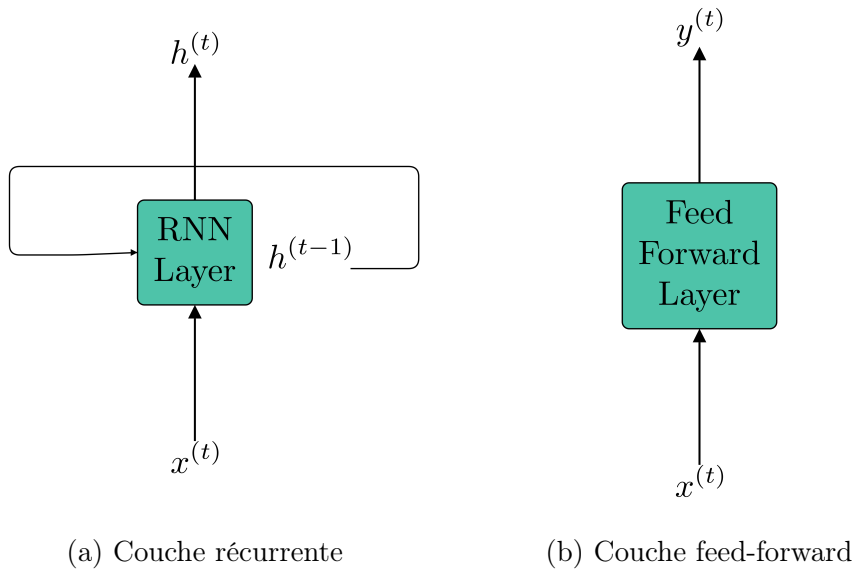 h^{(t)}
RNN
Layer
h^{(t−1)}
x^{(t)}
(a) Couche récurrente
y^{(t)}
Feed
Forward
Layer
x^{(t)}
(b) Couche feed-forward